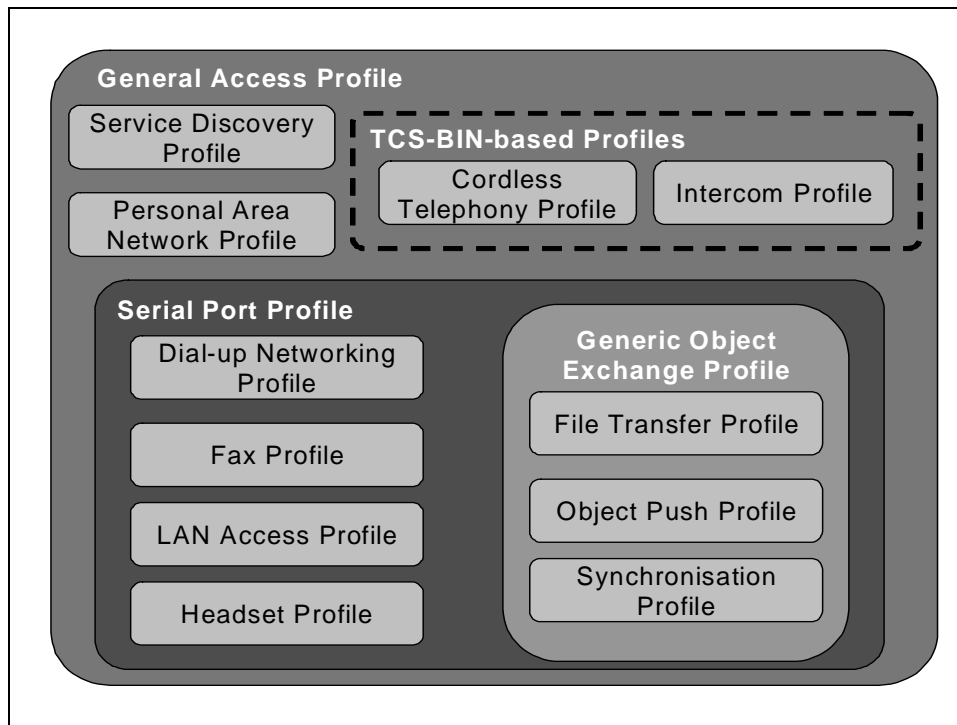 General Access Profile
Service Discovery
Profile
Personal Area
Network Profile
TCS-BIN-based Profiles
Cordless
Telephony Profile
Intercom Profile
Serial Port Profile
Dial-up Networking
Profile
Fax Profile
LAN Access Profile
Headset Profile
Generic Object
Exchange Profile
File Transfer Profile
Object Push Profile
Synchronisation
Profile